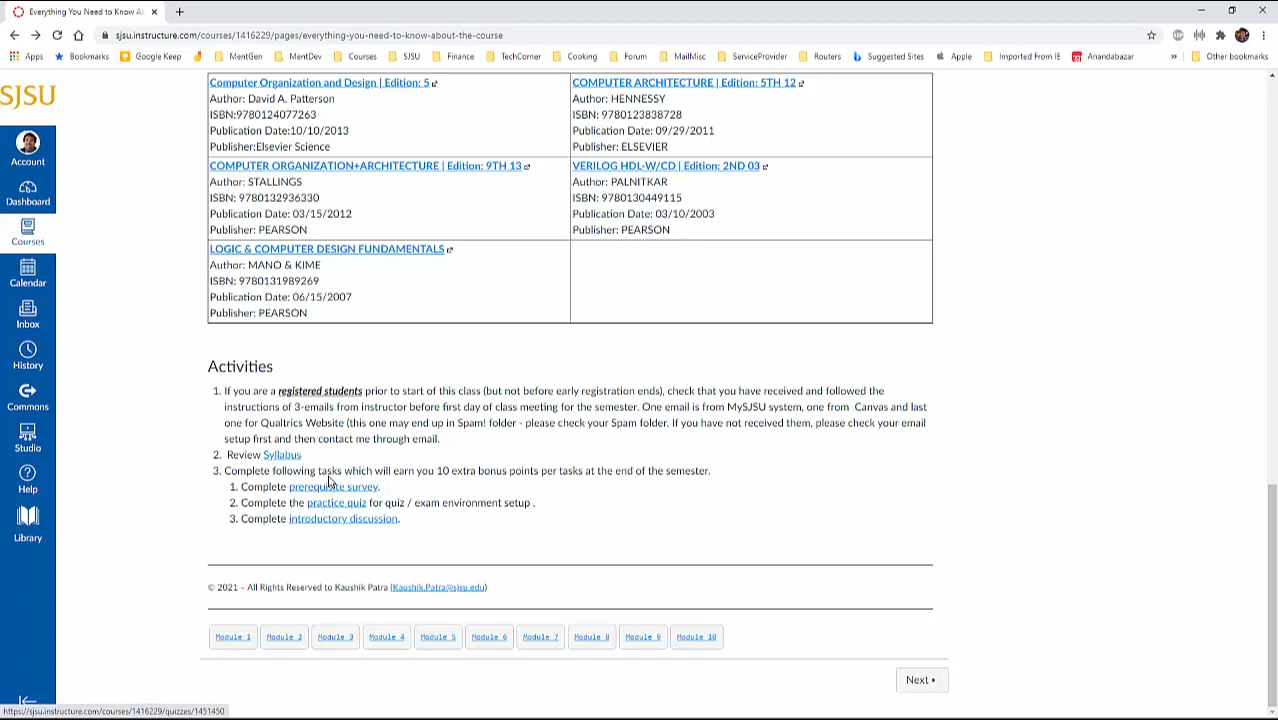 Everything You Need to Know Ab
sjsu.instructure.com/courses/1416229/pages/everything-you-need-to-know-about-the-course
Apps Bookmarks Google Keep MentGen MentDev Courses SJSU Finance TechCorner Cooking Forum MailMisc ServiceProvider Routers Suggested Sites Apple Imported From IE Anandabazar » Other bookmarks
SJSU
Account
Dashboard
Courses
Calendar
Inbox
History
Commons
Studio
Help
Library
Computer Organization and Design | Edition: 5
Author: David A. Patterson
ISBN:9780124077263
Publication Date:10/10/2013
Publisher:Elsevier Science
COMPUTER ARCHITECTURE | Edition: 5TH 12
Author: HENNESSY
ISBN: 9780123838728
Publication Date: 09/29/2011
Publisher: ELSEVIER
COMPUTER ORGANIZATION+ARCHITECTURE | Edition: 9TH 13
Author: STALLINGS
ISBN: 9780132936330
Publication Date: 03/15/2012
Publisher: PEARSON
VERILOG HDL-W/CD | Edition: 2ND 03
Author: PALNITKAR
ISBN: 9780130449115
Publication Date: 03/10/2003
Publisher: PEARSON
LOGIC & COMPUTER DESIGN FUNDAMENTALS
Author: MANO & KIME
ISBN: 9780131989269
Publication Date: 06/15/2007
Publisher: PEARSON
Activities
1. If you are a registered students prior to start of this class (but not before early registration ends), check that you have received and followed the
instructions of 3-emails from instructor before first day of class meeting for the semester. One email is from MySJSU system, one from Canvas and last
one for Qualtrics Website (this one may end up in Spam! folder - please check your Spam folder. If you have not received them, please check your email
setup first and then contact me through email.
2. Review Syllabus
3. Complete following tasks which will earn you 10 extra bonus points per tasks at the end of the semester.
1. Complete prerequisite survey.
2. Complete the practice quiz for quiz / exam environment setup .
3. Complete introductory discussion.
© 2021 – All Rights Reserved to Kaushik Patra (Kaushik.Patra@sjsu.edu)
Module 1 Module 2 Module 3 Module 4 Module 5 Module 6 Module 7 Module 8 Module 9 Module 10
Next
https://sjsu.instructure.com/courses/1416229/quizzes/1451450